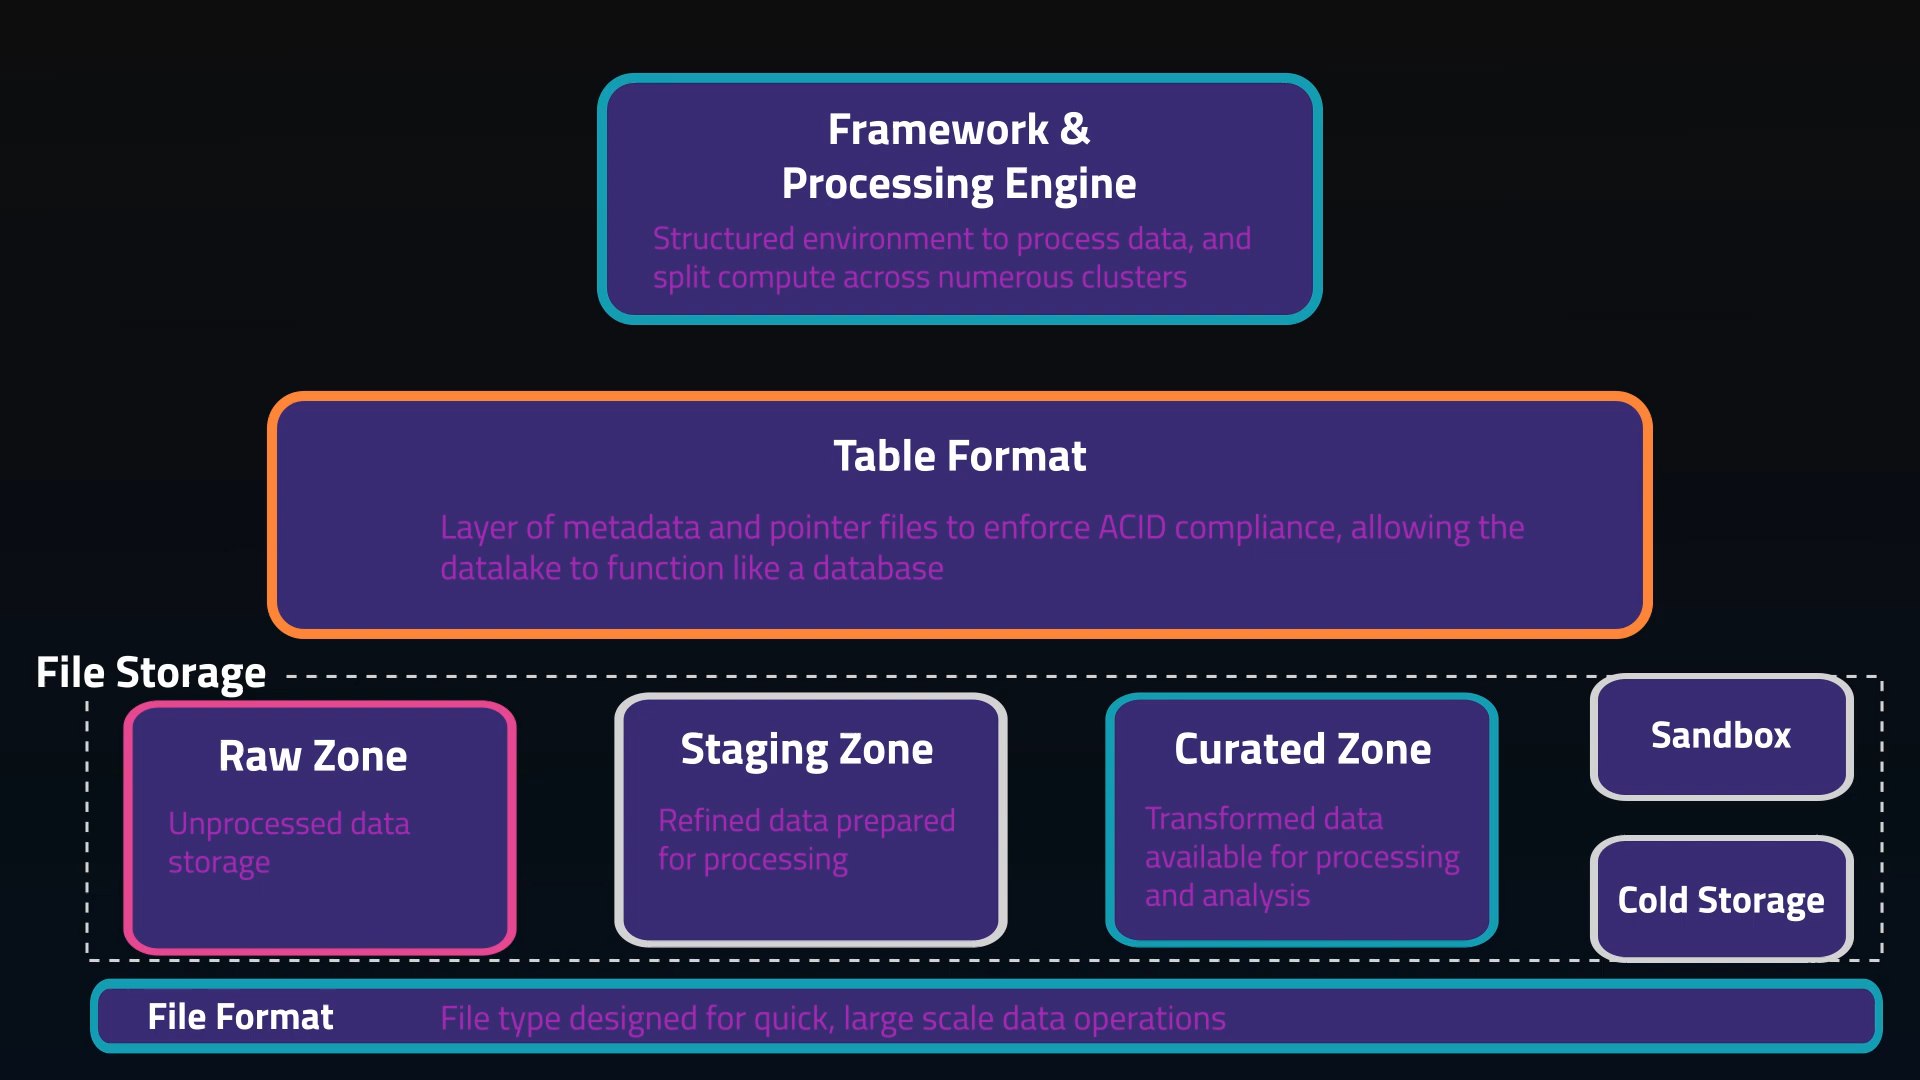 Framework &
Processing Engine
Structured environment to process data, and
split compute across numerous clusters
Table Format
Layer of metadata and pointer files to enforce ACID compliance, allowing the
datalake to function like a database
File Storage
Raw Zone
Unprocessed data
storage
Staging Zone
Refined data prepared
for processing
Curated Zone
Transformed data
available for processing
and analysis
Sandbox
Cold Storage
File Format
File type designed for quick, large scale data operations